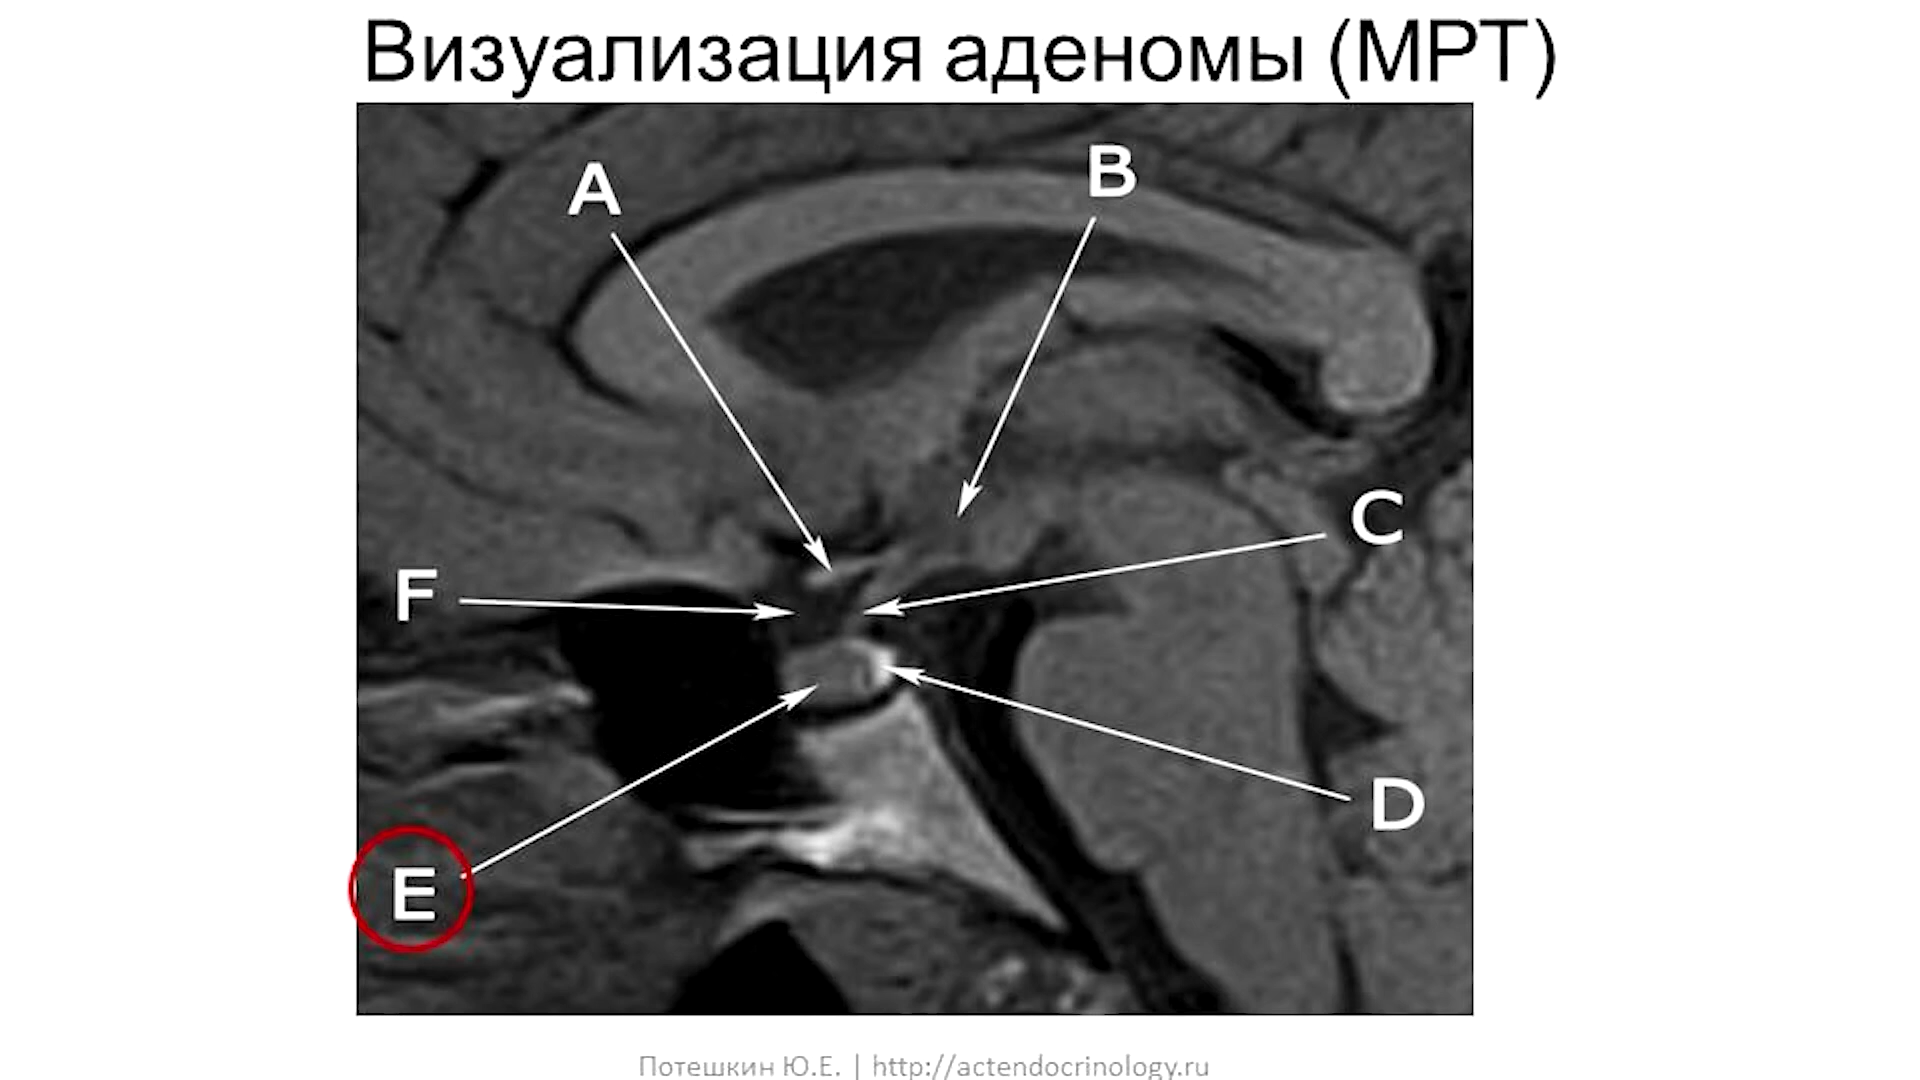 Визуализация аденомы (МРТ)
A
B
C
F
D
E
Потешкин Ю.Е. | http://actendocrinology.ru